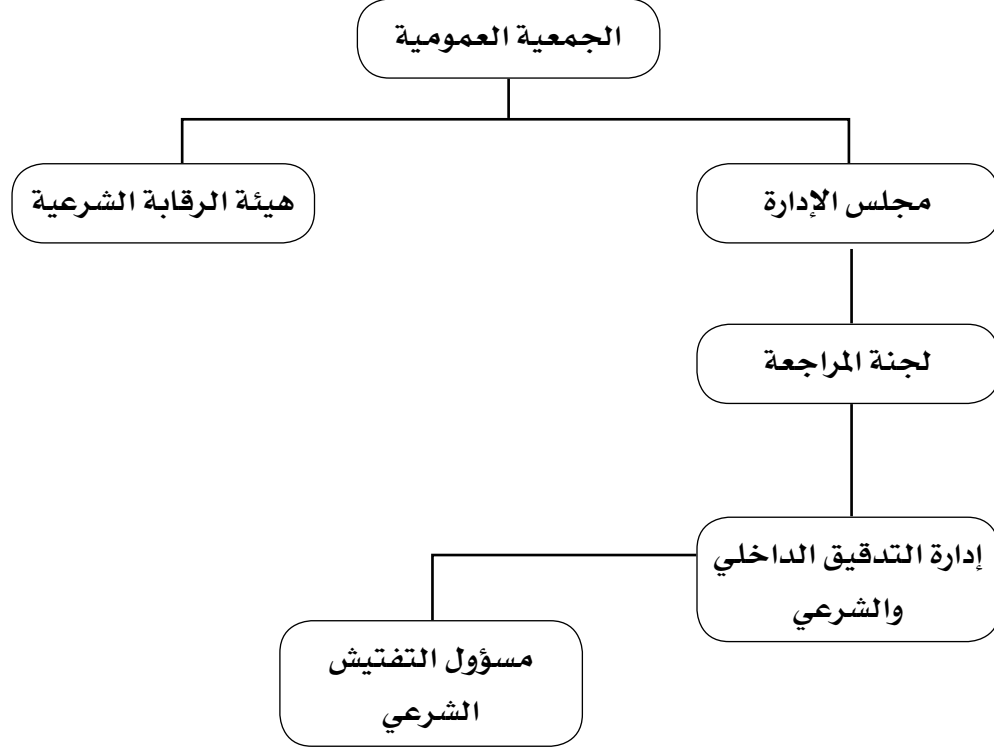 الجمعية العمومية
مجلس الإدارة
هيئة الرقابة الشرعية
لجنة المراجعة
إدارة التدقيق الداخلي
والشرعي
مسؤول التفتيش
الشرعي